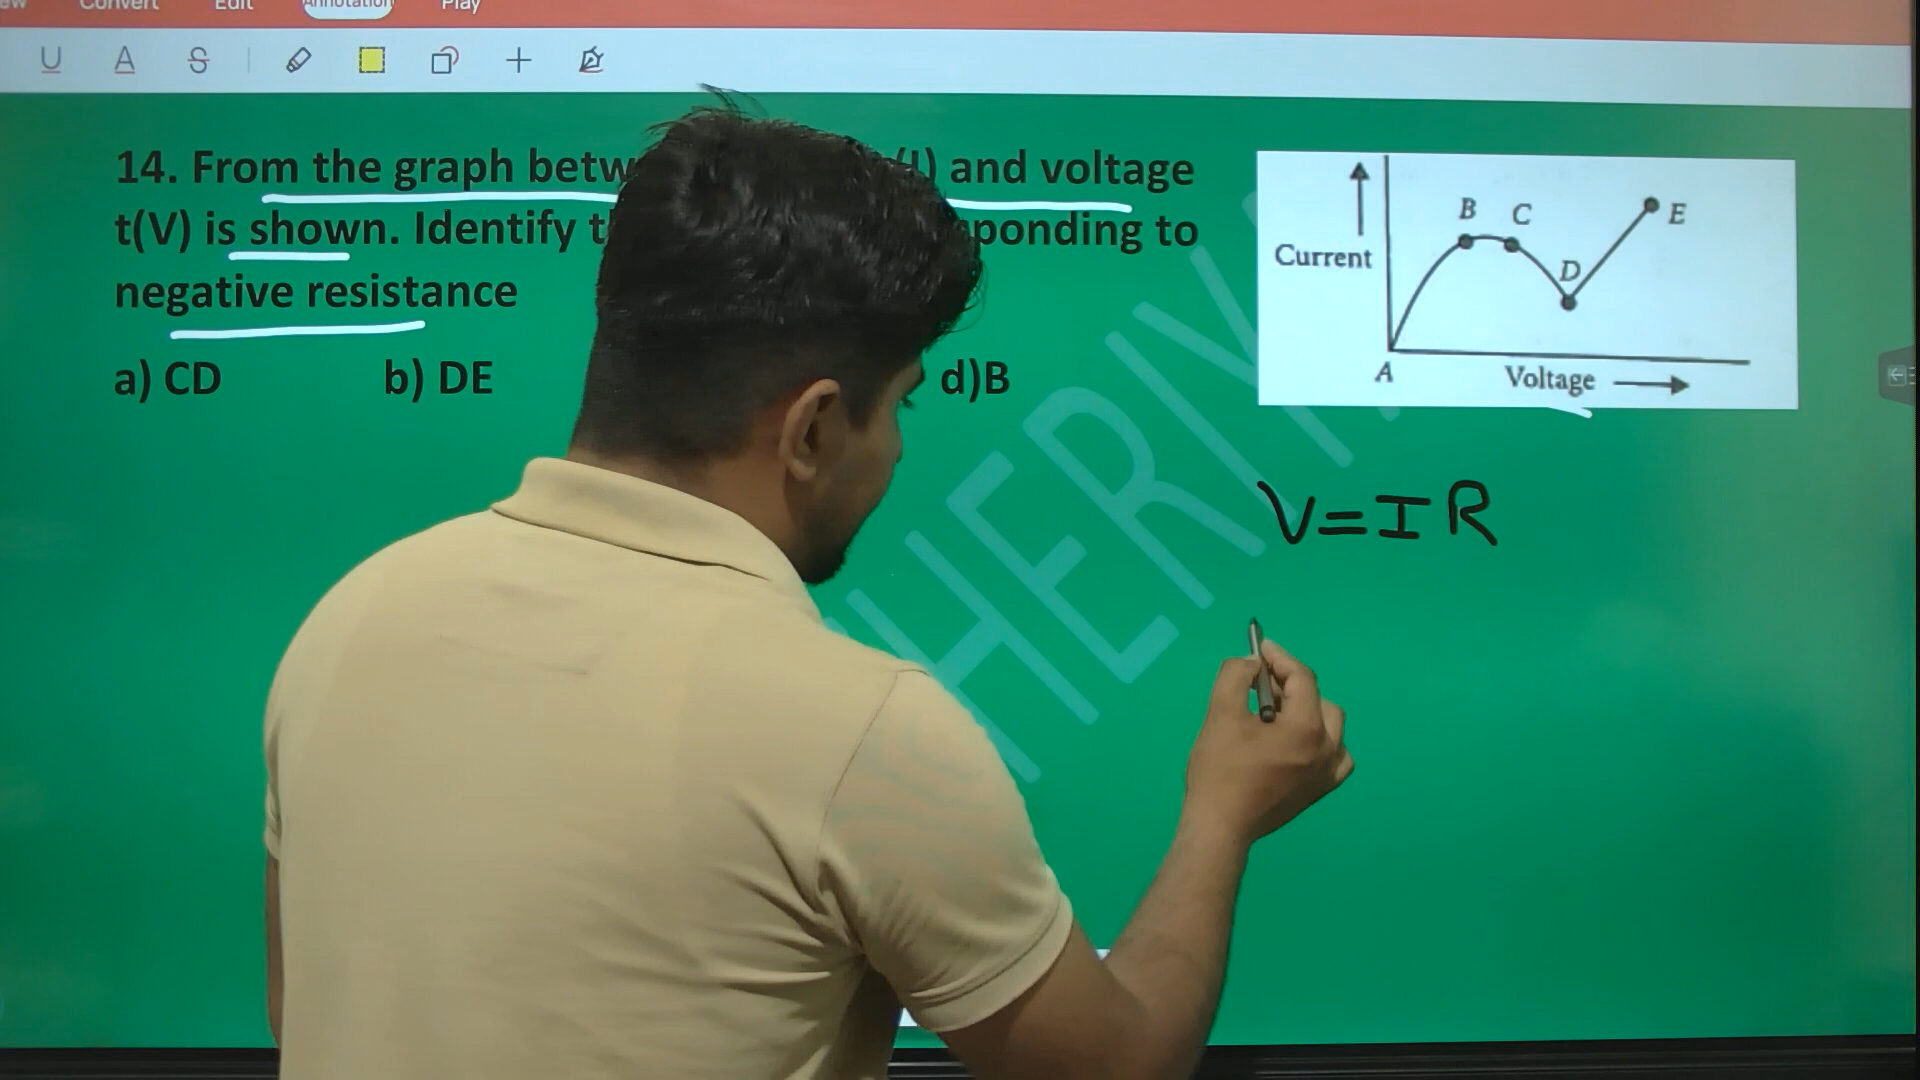 Convert Edit Annotation Play
U A S
14. From the graph betw (I) and voltage
t(V) is shown. Identify t ponding to
negative resistance
a) CD b) DE d)B
B C E
Current
D
A
Voltage
V=IR
HERIY